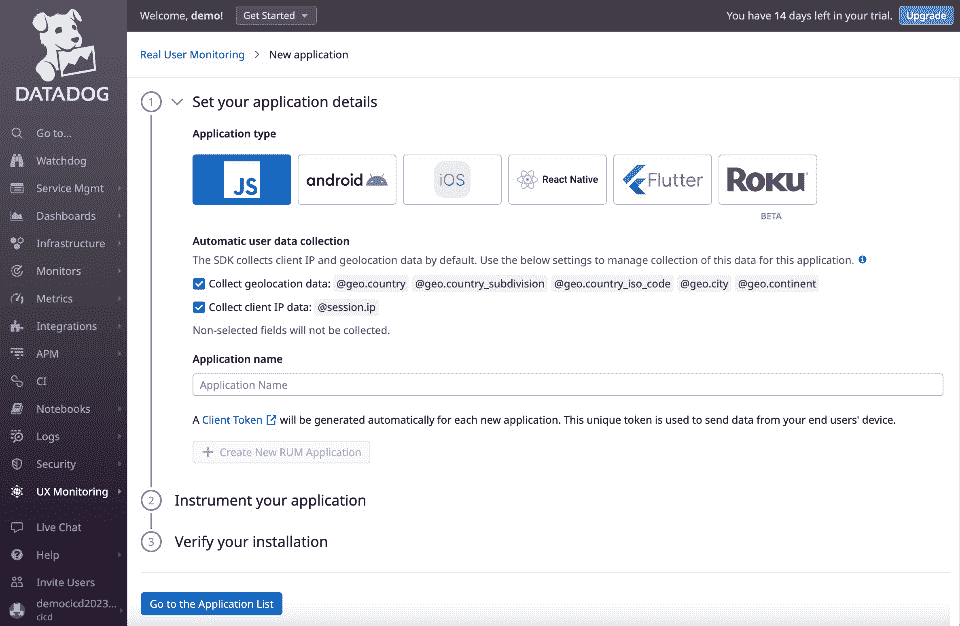 DATADOG
Go to...
Watchdog
Service Mgmt
Dashboards
Infrastructure
Monitors
Metrics
Integrations
APM
CI
Notebooks
Logs
Security
UX Monitoring
Live Chat
Help
Invite Users
democicd2023...
cicd
Welcome, demo! Get Started
You have 14 days left in your trial. Upgrade
Real User Monitoring > New application
1 Set your application details
Application type
JS android iOS React Native Flutter ROKU
BETA
Automatic user data collection
The SDK collects client IP and geolocation data by default. Use the below settings to manage collection of this data for this application.
Collect geolocation data: @geo.country @geo.country_subdivision @geo.country_iso_code @geo.city @geo.continent
Collect client IP data: @session.ip
Non-selected fields will not be collected.
Application name
Application Name
A Client Token will be generated automatically for each new application. This unique token is used to send data from your end users' device.
+ Create New RUM Application
2 Instrument your application
3 Verify your installation
Go to the Application List